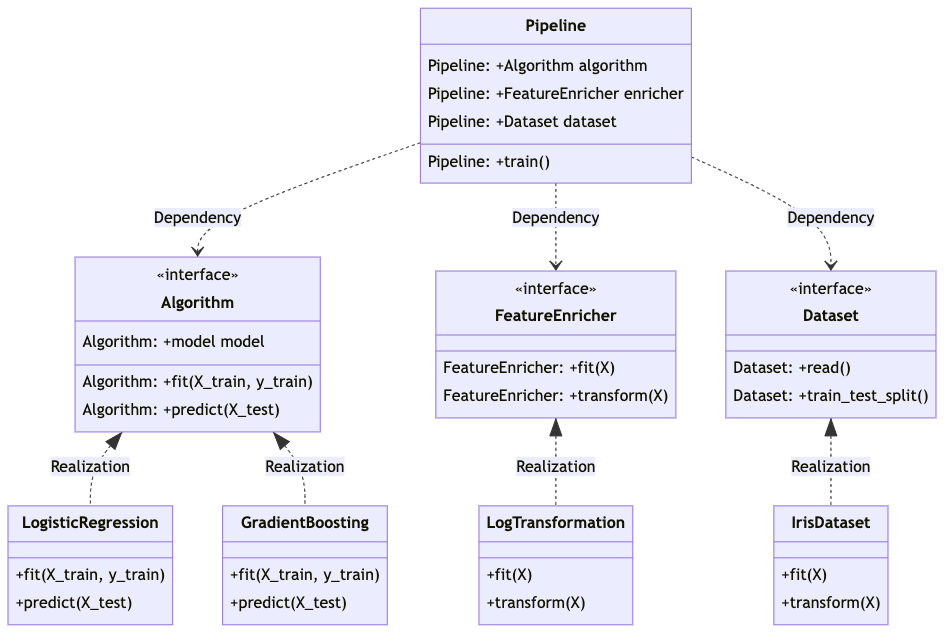 Pipeline
Pipeline: +Algorithm algorithm
Pipeline: +FeatureEnricher enricher
Pipeline: +Dataset dataset
Pipeline: +train()
Dependency
Dependency
Dependency
«interface»
Algorithm
Algorithm: +model model
Algorithm: +fit(X_train, y_train)
Algorithm: +predict(X_test)
«interface»
FeatureEnricher
FeatureEnricher: +fit(X)
FeatureEnricher: +transform(X)
«interface»
Dataset
Dataset: +read()
Dataset: +train_test_split()
Realization
Realization
Realization
Realization
LogisticRegression
+fit(X_train, y_train)
+predict(X_test)
GradientBoosting
+fit(X_train, y_train)
+predict(X_test)
LogTransformation
+fit(X)
+transform(X)
IrisDataset
+fit(X)
+transform(X)